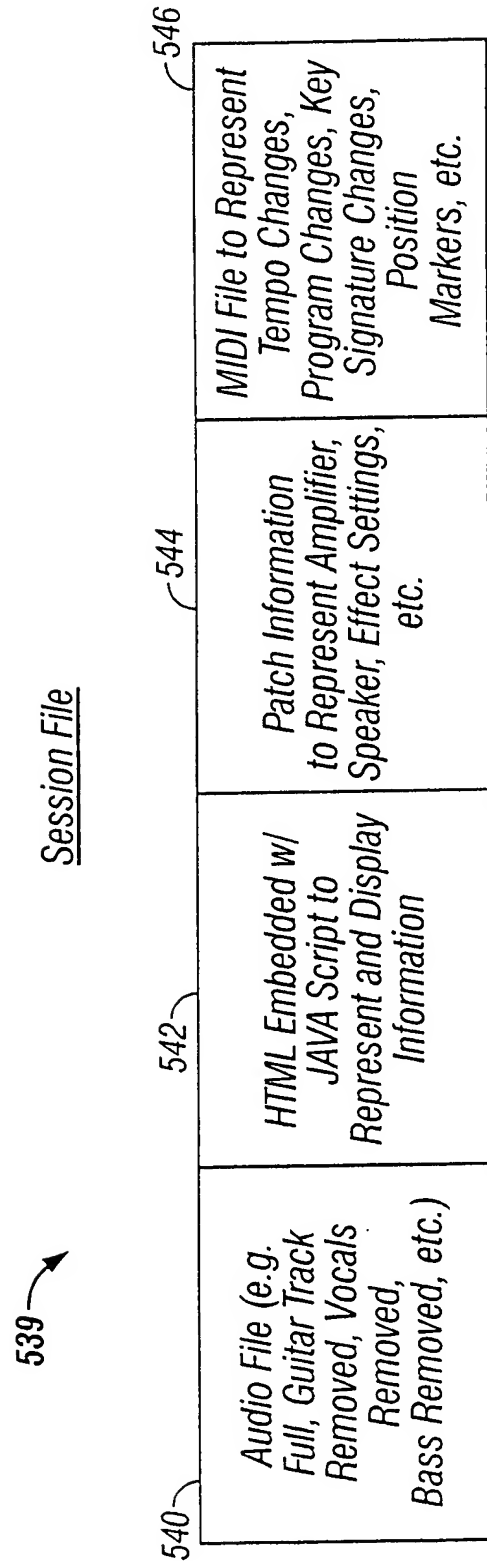 Session File
539
540
Audio File (e.g.
Full, Guitar Track
Removed, Vocals
Removed,
Bass Removed, etc.)
542
HTML Embedded w/
JAVA Script to
Represent and Display
Information
544
Patch Information
to Represent Amplifier,
Speaker, Effect Settings,
etc.
546
MIDI File to Represent
Tempo Changes,
Program Changes, Key
Signature Changes,
Position
Markers, etc.